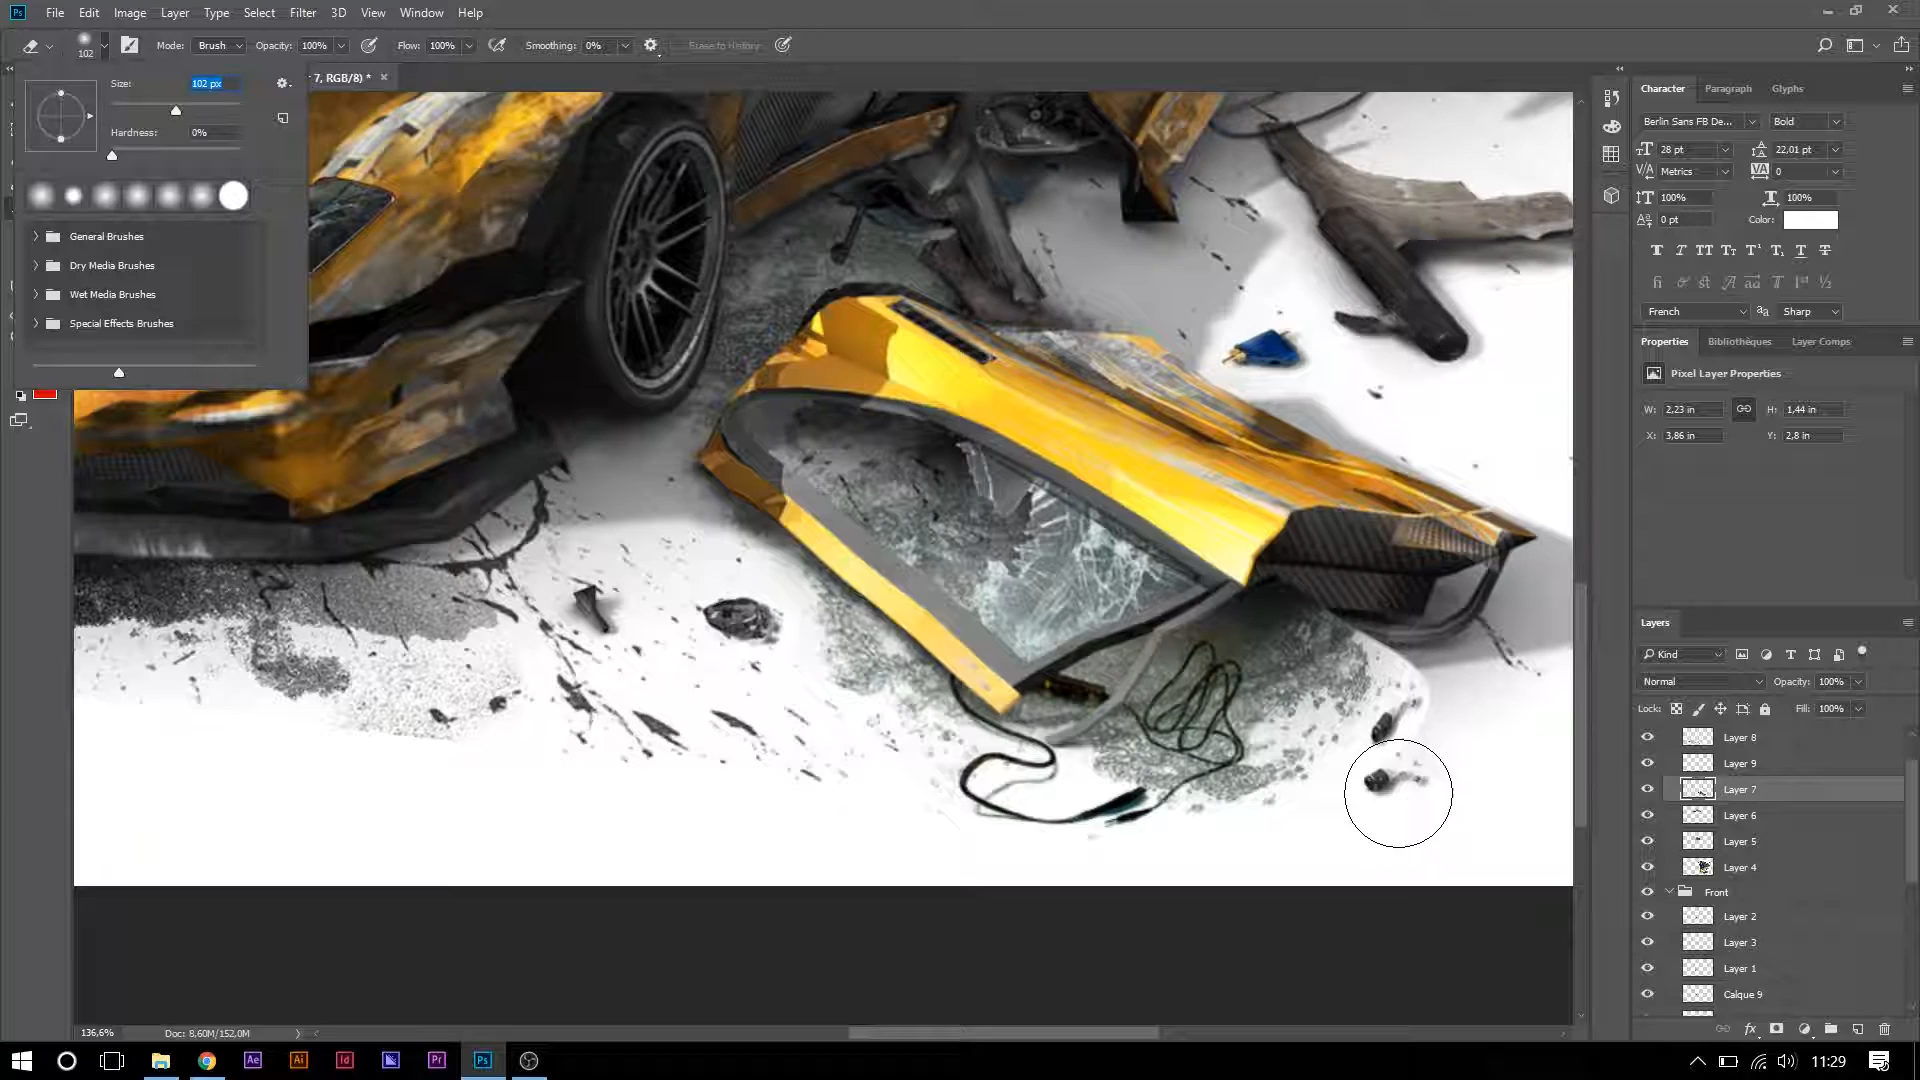 Ps File Edit Image Layer Type Select Filter 3D View Window Help
102 Mode: Brush Opacity: 100% Flow: 100% Smoothing: 0% Erase to History
7, RGB/8) *
Size: 102 px
Hardness: 0%
General Brushes
Dry Media Brushes
Wet Media Brushes
Special Effects Brushes
Character Paragraph Glyphs
Berlin Sans FB De... Bold
28 pt 22,01 pt
Metrics 0
100% 100%
0 pt Color:
French Sharp
Properties Bibliothèques Layer Comps
Pixel Layer Properties
W: 2,23 in H: 1,44 in
X: 3,86 in Y: 2,8 in
Layers
Kind
Normal Opacity: 100%
Lock: Fill: 100%
Layer 8
Layer 9
Layer 7
Layer 6
Layer 5
Layer 4
Front
Layer 2
Layer 3
Layer 1
Calque 9
136,6% Doc: 8,60M/152,0M
Ae Ai Id Pr Ps 11:29